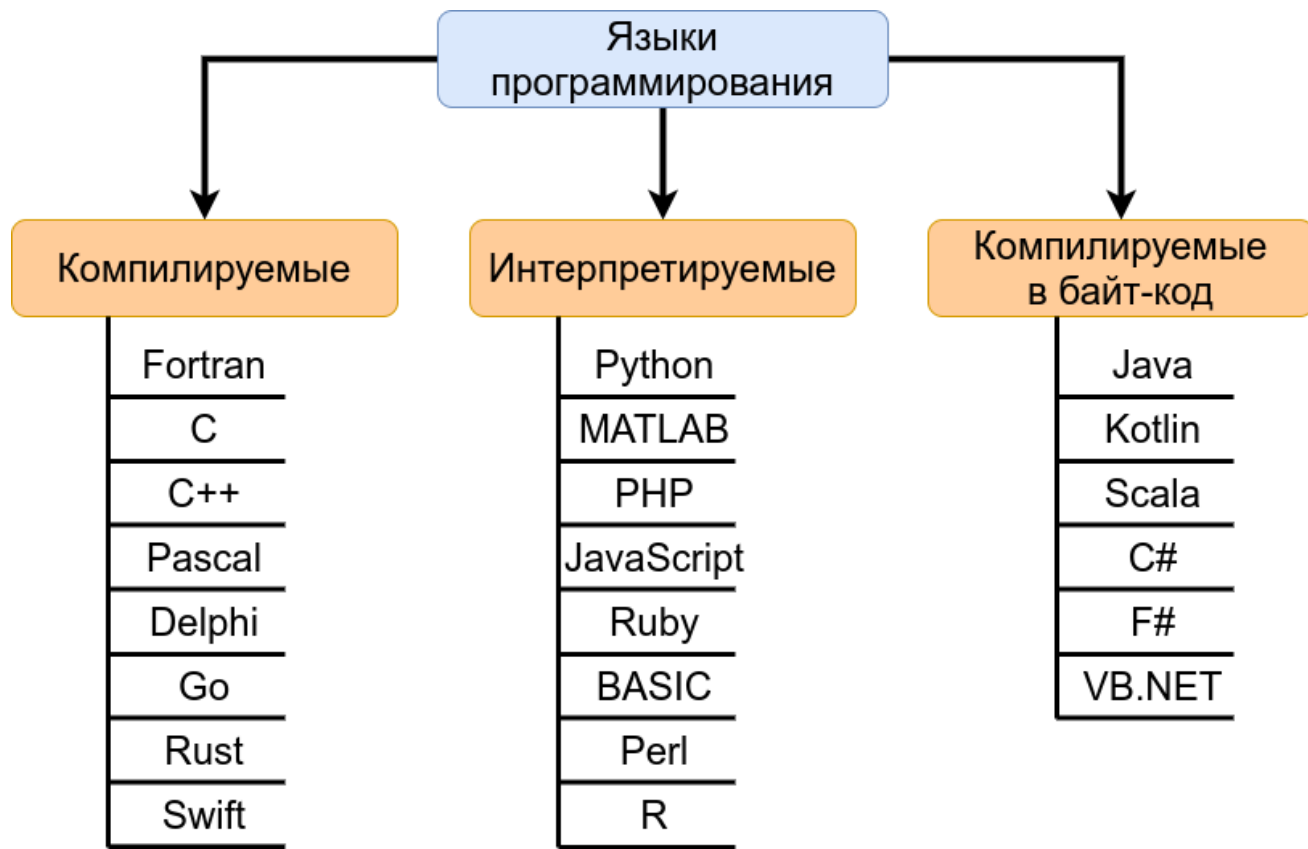 Языки
программирования
Компилируемые
Fortran
C
C++
Pascal
Delphi
Go
Rust
Swift
Интерпретируемые
Python
MATLAB
PHP
JavaScript
Ruby
BASIC
Perl
R
Компилируемые
в байт-код
Java
Kotlin
Scala
C#
F#
VB.NET